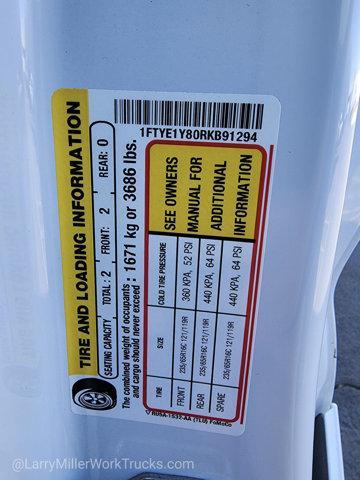 TIRE AND LOADING INFORMATION
SEATING CAPACITY TOTAL: 2 FRONT: 2 REAR: 0
The combined weight of occupants and cargo should never exceed : 1671 kg or 3686 lbs.
1FTYE1Y80RKB91294
TIRE SIZE COLD TIRE PRESSURE
FRONT 235/65R16C 121/119R 360 KPA, 52 PSI
REAR 235/65R16C 121/119R 440 KPA, 64 PSI
SPARE 235/65R16C 121/119R 440 KPA, 64 PSI
SEE OWNERS
MANUAL FOR
ADDITIONAL
INFORMATION
@LarryMillerWorkTrucks.com